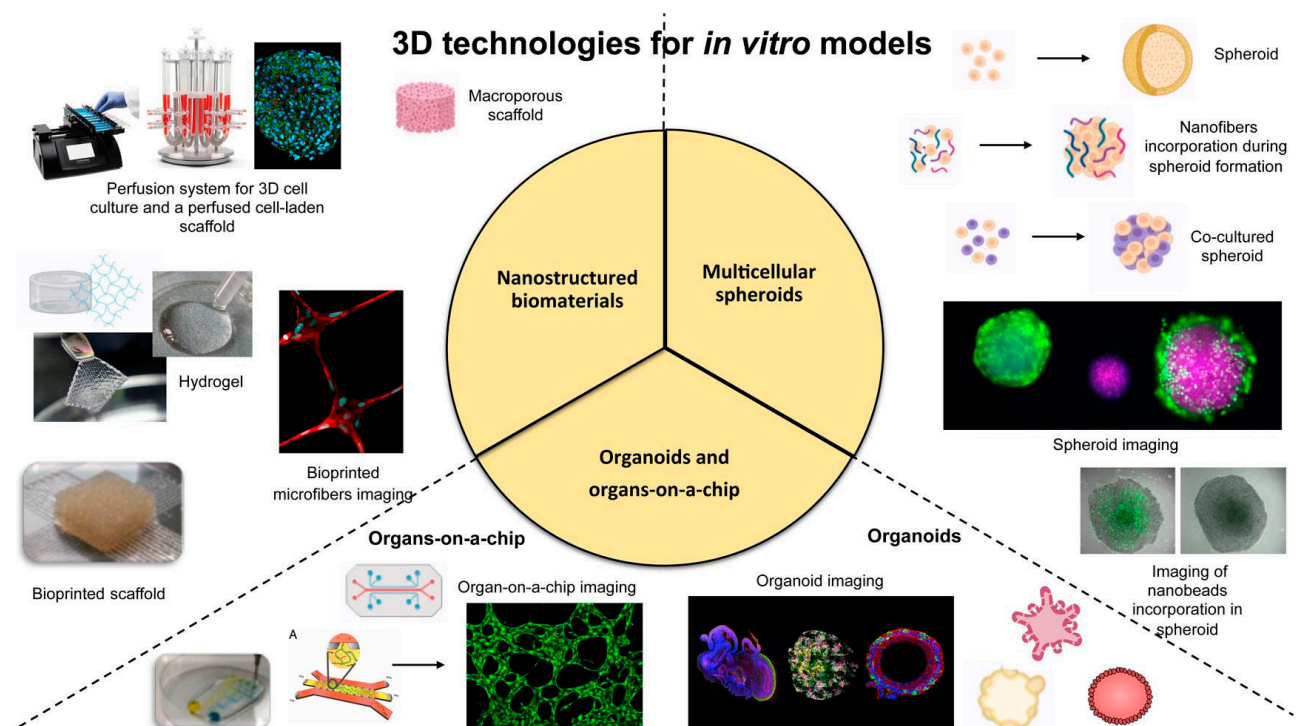 3D technologies for in vitro models
Macroporous
scaffold
Perfusion system for 3D cell
culture and a perfused cell-laden
scaffold
Hydrogel
Bioprinted
microfibers imaging
Bioprinted scaffold
Nanostructured
biomaterials
Multicellular
spheroids
Organoids and
organs-on-a-chip
Spheroid
Nanofibers
incorporation during
spheroid formation
Co-cultured
spheroid
Spheroid imaging
Imaging of
nanobeads
incorporation in
spheroid
Organs-on-a-chip
Organ-on-a-chip imaging
A
Organoids
Organoid imaging